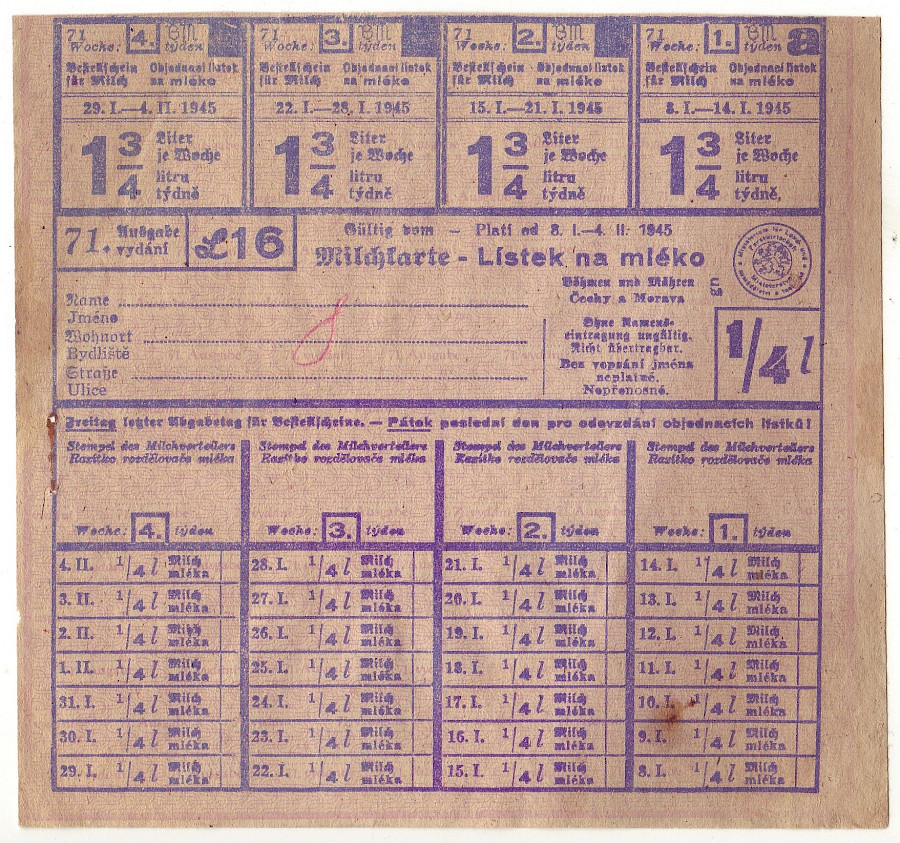 71
Woche: 4. týden
Bestellschein für Milch
Objednací lístek na mléko
29. I.—4. II. 1945
1 3/4
Liter je Woche
litru týdně
71
Woche: 3. týden
Bestellschein für Milch
Objednací lístek na mléko
22. I.—28. I. 1945
1 3/4
Liter je Woche
litru týdně
71
Woche: 2. týden
Bestellschein für Milch
Objednací lístek na mléko
15. I.—21. I. 1945
1 3/4
Liter je Woche
litru týdně
71
Woche: 1. týden
Bestellschein für Milch
Objednací lístek na mléko
8. I.—14. I. 1945
1 3/4
Liter je Woche
litru týdně
71. Ausgabe vydání
L16
Gültig vom — Platí od 8. I.—4. II. 1945
Milchkarte - Lístek na mléko
Böhmen und Mähren
Čechy a Morava
Name
Jméno
Wohnort
Bydliště
Straße
Ulice
Ohne Namens-
eintragung ungültig.
Nicht übertragbar.
Bez vepsání jména
neplatné.
Nepřenosné.
1/4 l
Freitag letzter Abgabetag für Bestellscheine. — Pátek poslední den pro odevzdání objednacích lístků!
Stempel des Milchverteilers
Razítko rozdělovače mléka
Woche: 4. týden
Stempel des Milchverteilers
Razítko rozdělovače mléka
Woche: 3. týden
Stempel des Milchverteilers
Razítko rozdělovače mléka
Woche: 2. týden
Stempel des Milchverteilers
Razítko rozdělovače mléka
Woche: 1. týden
4. II. 1/4 l Milch mléka 28. I. 1/4 l Milch mléka 21. I. 1/4 l Milch mléka 14. I. 1/4 l Milch mléka
3. II. 1/4 l Milch mléka 27. I. 1/4 l Milch mléka 20. I. 1/4 l Milch mléka 13. I. 1/4 l Milch mléka
2. II. 1/4 l Milch mléka 26. I. 1/4 l Milch mléka 19. I. 1/4 l Milch mléka 12. I. 1/4 l Milch mléka
1. II. 1/4 l Milch mléka 25. I. 1/4 l Milch mléka 18. I. 1/4 l Milch mléka 11. I. 1/4 l Milch mléka
31. I. 1/4 l Milch mléka 24. I. 1/4 l Milch mléka 17. I. 1/4 l Milch mléka 10. I. 1/4 l Milch mléka
30. I. 1/4 l Milch mléka 23. I. 1/4 l Milch mléka 16. I. 1/4 l Milch mléka 9. I. 1/4 l Milch mléka
29. I. 1/4 l Milch mléka 22. I. 1/4 l Milch mléka 15. I. 1/4 l Milch mléka 8. I. 1/4 l Milch mléka